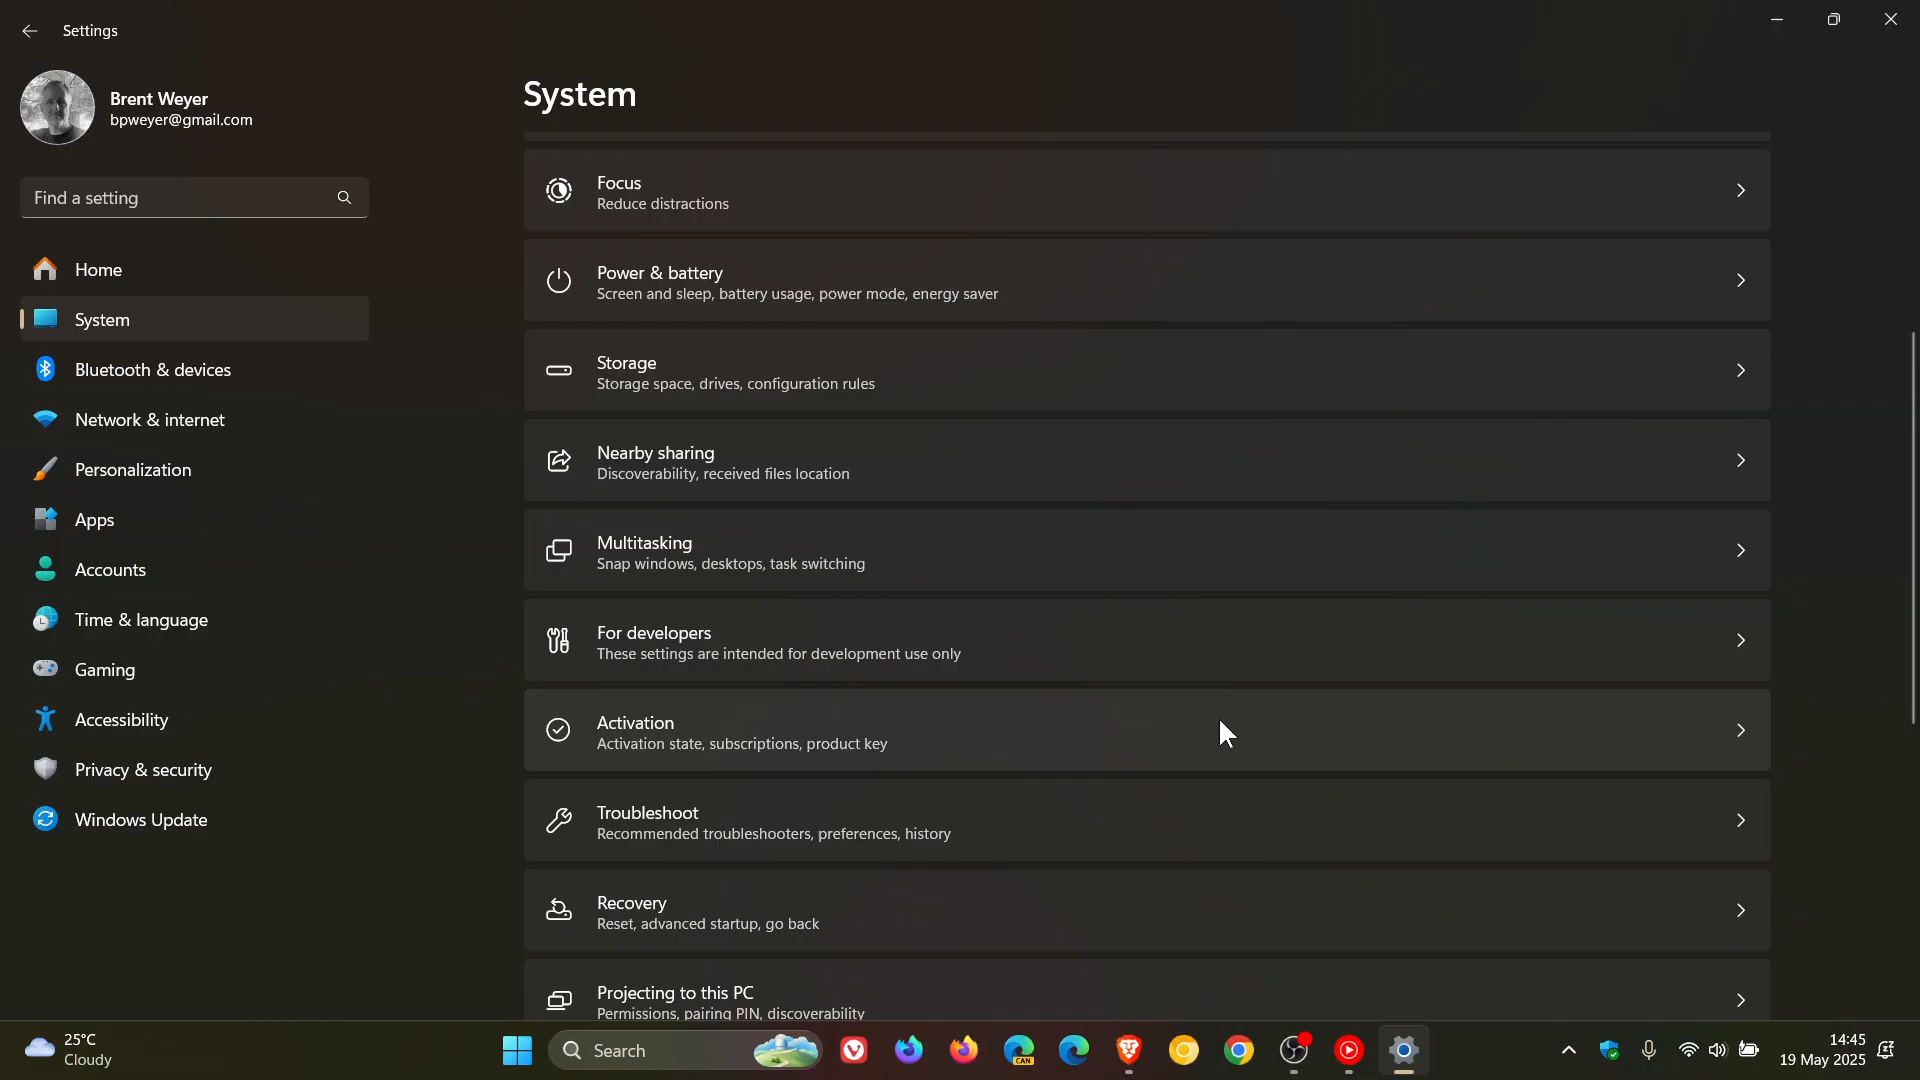 Settings
Brent Weyer
bpweyer@gmail.com
Find a setting
Home
System
Bluetooth & devices
Network & internet
Personalization
Apps
Accounts
Time & language
Gaming
Accessibility
Privacy & security
Windows Update
System
Focus
Reduce distractions
Power & battery
Screen and sleep, battery usage, power mode, energy saver
Storage
Storage space, drives, configuration rules
Nearby sharing
Discoverability, received files location
Multitasking
Snap windows, desktops, task switching
For developers
These settings are intended for development use only
Activation
Activation state, subscriptions, product key
Troubleshoot
Recommended troubleshooters, preferences, history
Recovery
Reset, advanced startup, go back
Projecting to this PC
Permissions, pairing PIN, discoverability
25°C
Cloudy
Search
CAN
14:45
19 May 2025